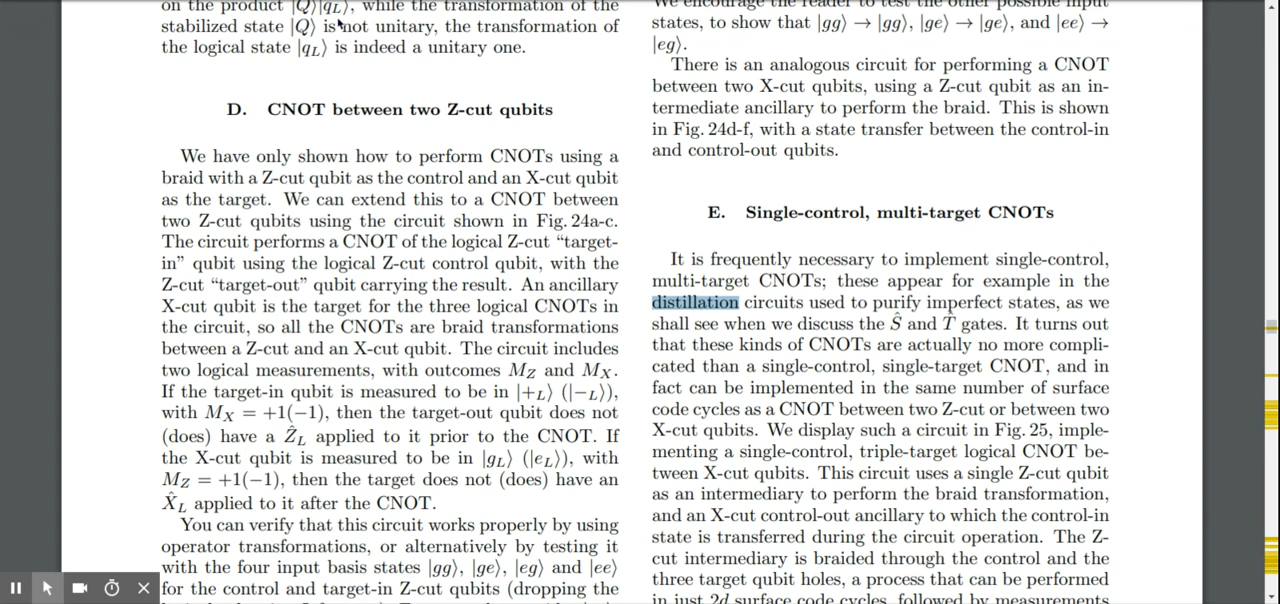 on the product |Q⟩|q_L⟩, while the transformation of the
stabilized state |Q⟩ is not unitary, the transformation of
the logical state |q_L⟩ is indeed a unitary one.
D. CNOT between two Z-cut qubits
We have only shown how to perform CNOTs using a
braid with a Z-cut qubit as the control and an X-cut qubit
as the target. We can extend this to a CNOT between
two Z-cut qubits using the circuit shown in Fig. 24a-c.
The circuit performs a CNOT of the logical Z-cut “target-
in” qubit using the logical Z-cut control qubit, with the
Z-cut “target-out” qubit carrying the result. An ancillary
X-cut qubit is the target for the three logical CNOTs in
the circuit, so all the CNOTs are braid transformations
between a Z-cut and an X-cut qubit. The circuit includes
two logical measurements, with outcomes M_Z and M_X.
If the target-in qubit is measured to be in |+_L⟩ (|−_L⟩),
with M_X = +1(−1), then the target-out qubit does not
(does) have a Ẑ_L applied to it prior to the CNOT. If
the X-cut qubit is measured to be in |g_L⟩ (|e_L⟩), with
M_Z = +1(−1), then the target does not (does) have an
X̂_L applied to it after the CNOT.
You can verify that this circuit works properly by using
operator transformations, or alternatively by testing it
with the four input basis states |gg⟩, |ge⟩, |eg⟩ and |ee⟩
for the control and target-in Z-cut qubits (dropping the
We encourage the reader to test the other possible input
states, to show that |gg⟩ → |gg⟩, |ge⟩ → |ge⟩, and |ee⟩ →
|eg⟩.
There is an analogous circuit for performing a CNOT
between two X-cut qubits, using a Z-cut qubit as an in-
termediate ancillary to perform the braid. This is shown
in Fig. 24d-f, with a state transfer between the control-in
and control-out qubits.
E. Single-control, multi-target CNOTs
It is frequently necessary to implement single-control,
multi-target CNOTs; these appear for example in the
distillation circuits used to purify imperfect states, as we
shall see when we discuss the Ŝ and T̂ gates. It turns out
that these kinds of CNOTs are actually no more compli-
cated than a single-control, single-target CNOT, and in
fact can be implemented in the same number of surface
code cycles as a CNOT between two Z-cut or between two
X-cut qubits. We display such a circuit in Fig. 25, imple-
menting a single-control, triple-target logical CNOT be-
tween X-cut qubits. This circuit uses a single Z-cut qubit
as an intermediary to perform the braid transformation,
and an X-cut control-out ancillary to which the control-in
state is transferred during the circuit operation. The Z-
cut intermediary is braided through the control and the
three target qubit holes, a process that can be performed
in just 2d surface code cycles, followed by measurements